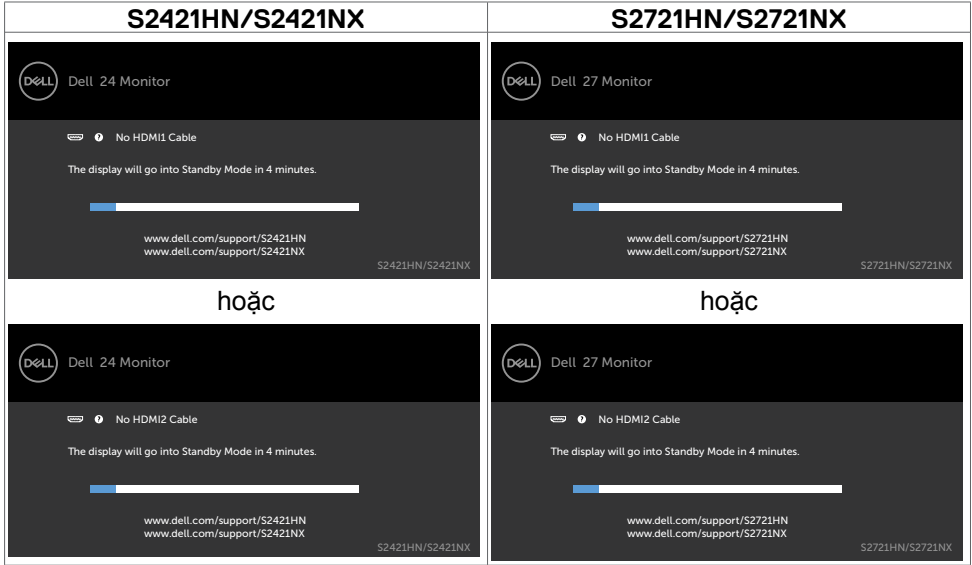 S2421HN/S2421NX
S2721HN/S2721NX
DELL
Dell 24 Monitor
No HDMI1 Cable
The display will go into Standby Mode in 4 minutes.
www.dell.com/support/S2421HN
www.dell.com/support/S2421NX
S2421HN/S2421NX
DELL
Dell 27 Monitor
No HDMI1 Cable
The display will go into Standby Mode in 4 minutes.
www.dell.com/support/S2721HN
www.dell.com/support/S2721NX
S2721HN/S2721NX
hoặc
hoặc
DELL
Dell 24 Monitor
No HDMI2 Cable
The display will go into Standby Mode in 4 minutes.
www.dell.com/support/S2421HN
www.dell.com/support/S2421NX
S2421HN/S2421NX
DELL
Dell 27 Monitor
No HDMI2 Cable
The display will go into Standby Mode in 4 minutes.
www.dell.com/support/S2721HN
www.dell.com/support/S2721NX
S2721HN/S2721NX